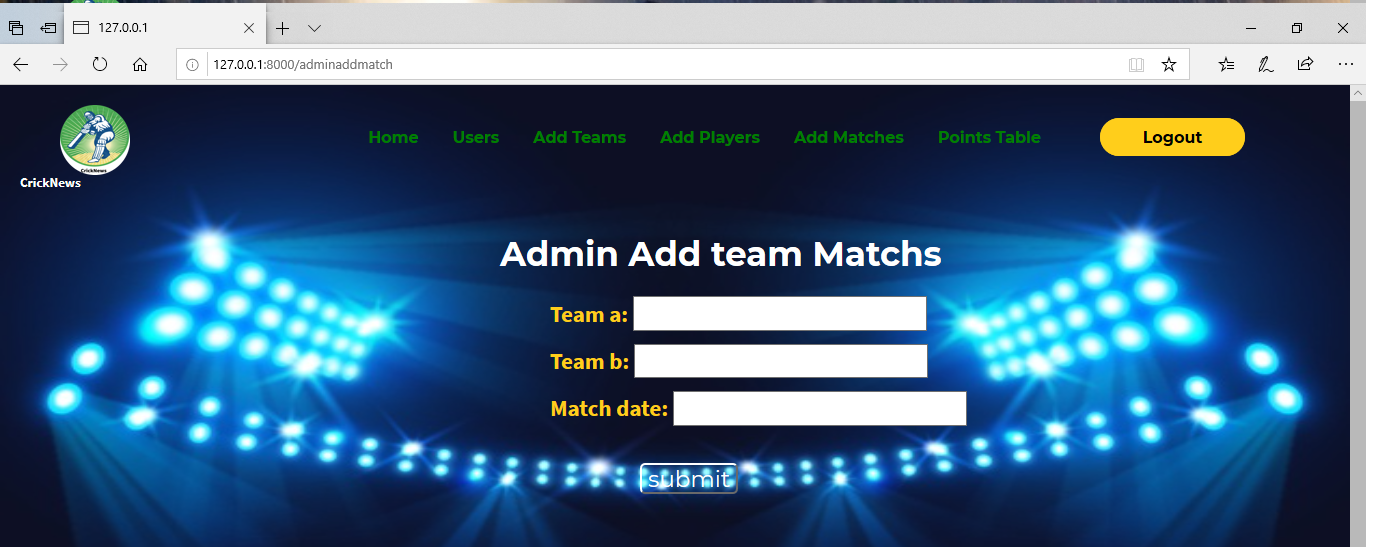 127.0.0.1
127.0.0.1:8000/adminaddmatch
CrickNews
CrickNews
Home Users Add Teams Add Players Add Matches Points Table Logout
Admin Add team Matchs
Team a:
Team b:
Match date:
submit